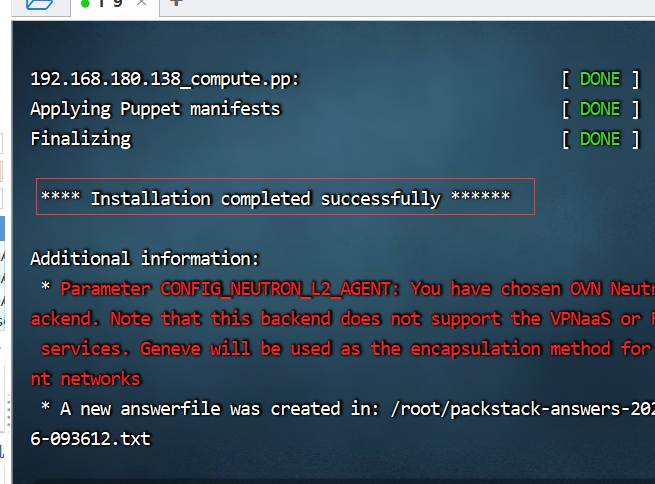 192.168.180.138_compute.pp: [ DONE ]
Applying Puppet manifests [ DONE ]
Finalizing [ DONE ]
**** Installation completed successfully ******
Additional information:
* Parameter CONFIG_NEUTRON_L2_AGENT: You have chosen OVN Neutr
ackend. Note that this backend does not support the VPNaaS or F
services. Geneve will be used as the encapsulation method for
nt networks
* A new answerfile was created in: /root/packstack-answers-202
6-093612.txt